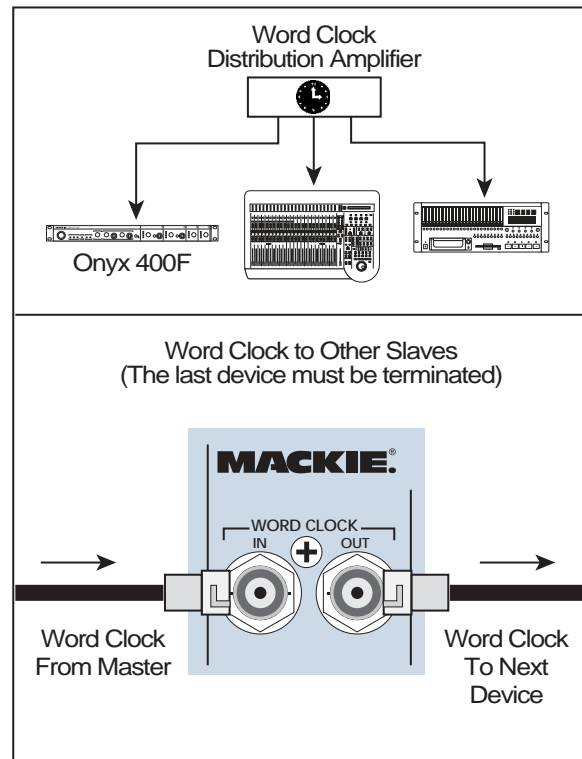 Word Clock
Distribution Amplifier
Onyx 400F
Word Clock to Other Slaves
(The last device must be terminated)
MACKIE.®
WORD CLOCK
IN
OUT
Word Clock
From Master
Word Clock
To Next
Device